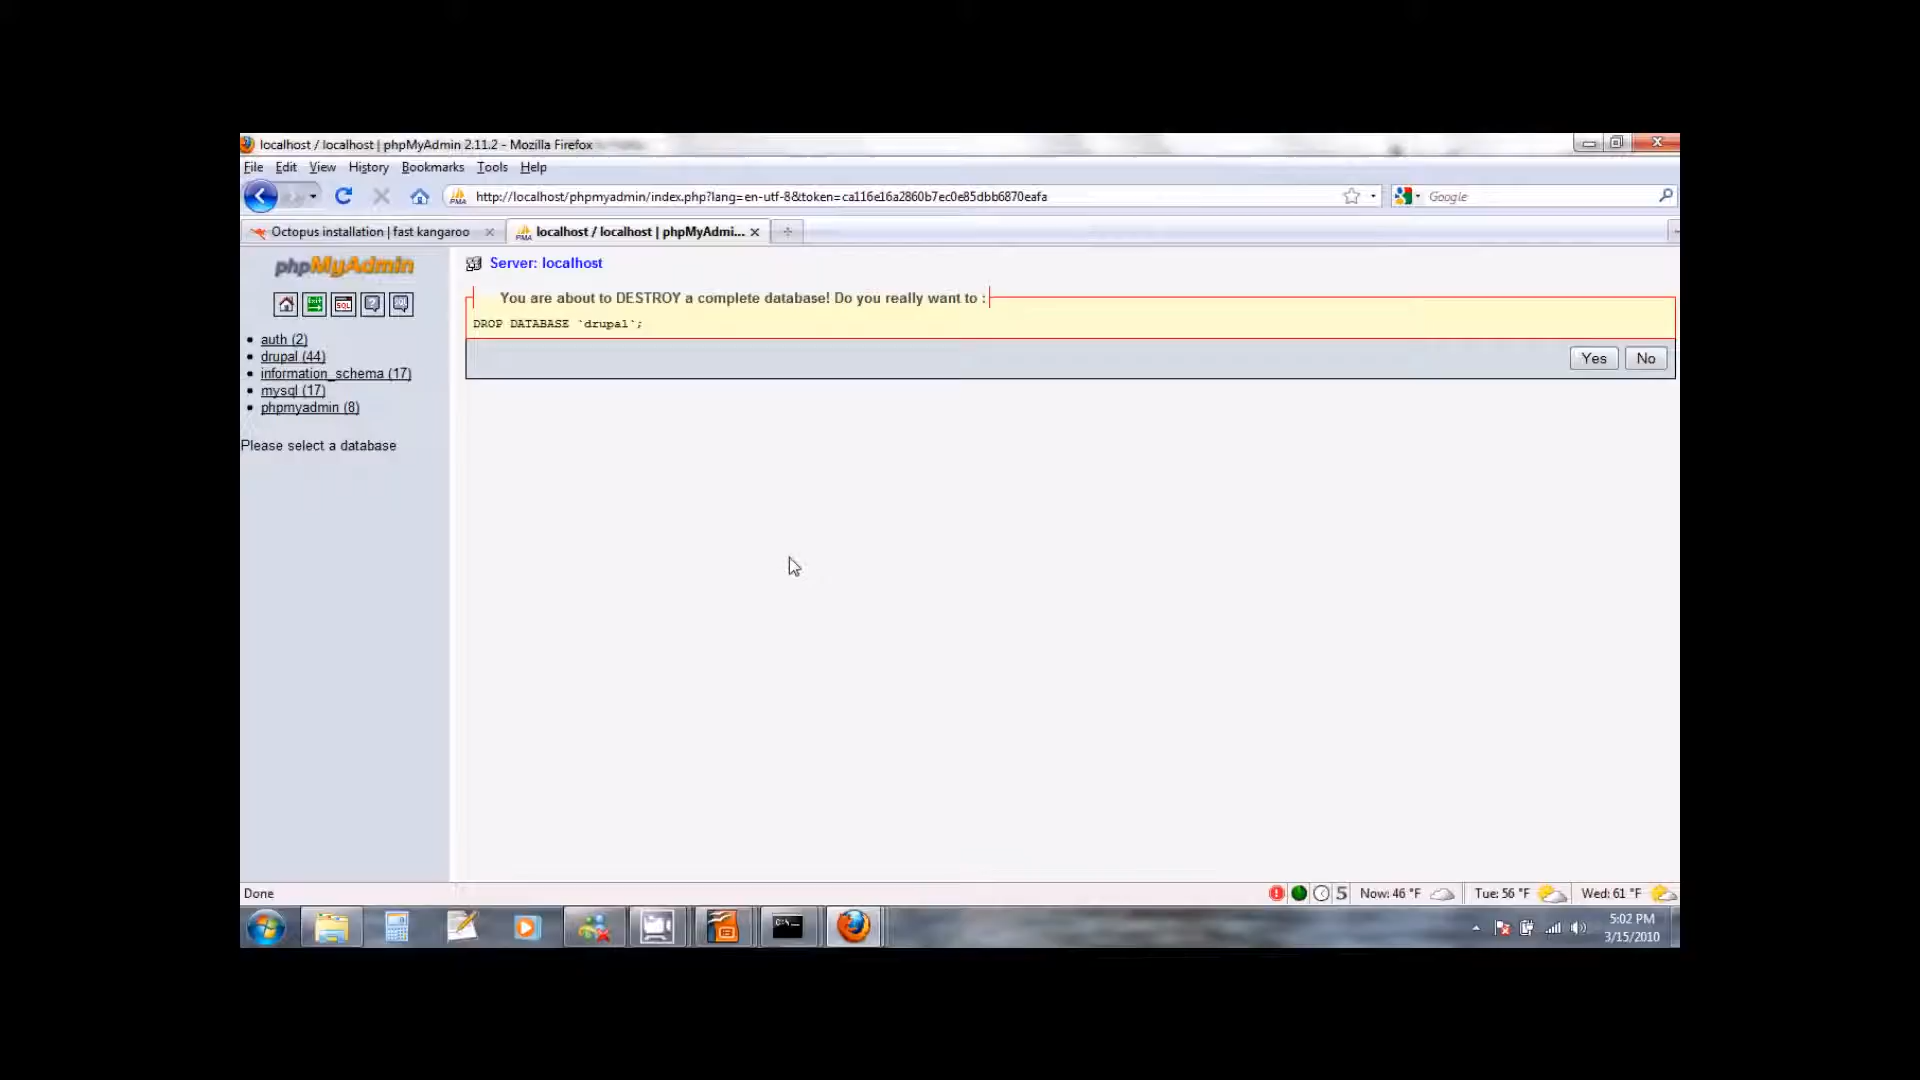 localhost / localhost | phpMyAdmin 2.11.2 - Mozilla Firefox
File Edit View History Bookmarks Tools Help
http://localhost/phpmyadmin/index.php?lang=en-utf-8&token=ca116e16a2860b7ec0e85dbb6870eafa
Google
Octopus installation | fast kangaroo
localhost / localhost | phpMyAdmi...
phpMyAdmin
Server: localhost
You are about to DESTROY a complete database! Do you really want to :
DROP DATABASE `drupal`;
Yes No
auth (2)
drupal (44)
information_schema (17)
mysql (17)
phpmyadmin (8)
Please select a database
Done
5 Now: 46 °F Tue: 56 °F Wed: 61 °F
5:02 PM
3/15/2010